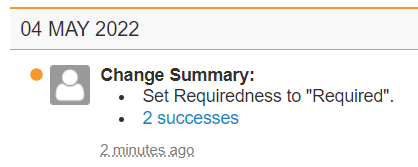 04 MAY 2022
Change Summary:
• Set Requiredness to "Required".
• 2 successes
2 minutes ago